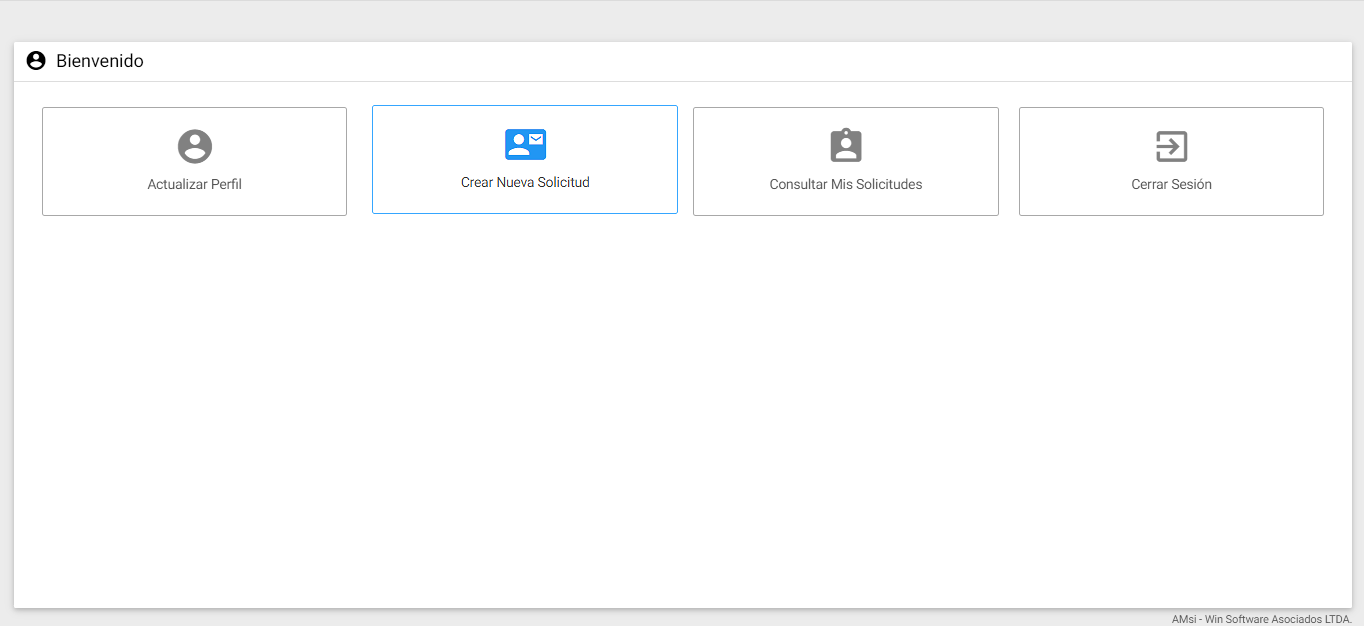 Bienvenido
Actualizar Perfil
Crear Nueva Solicitud
Consultar Mis Solicitudes
Cerrar Sesión
AMsi - Win Software Asociados LTDA.